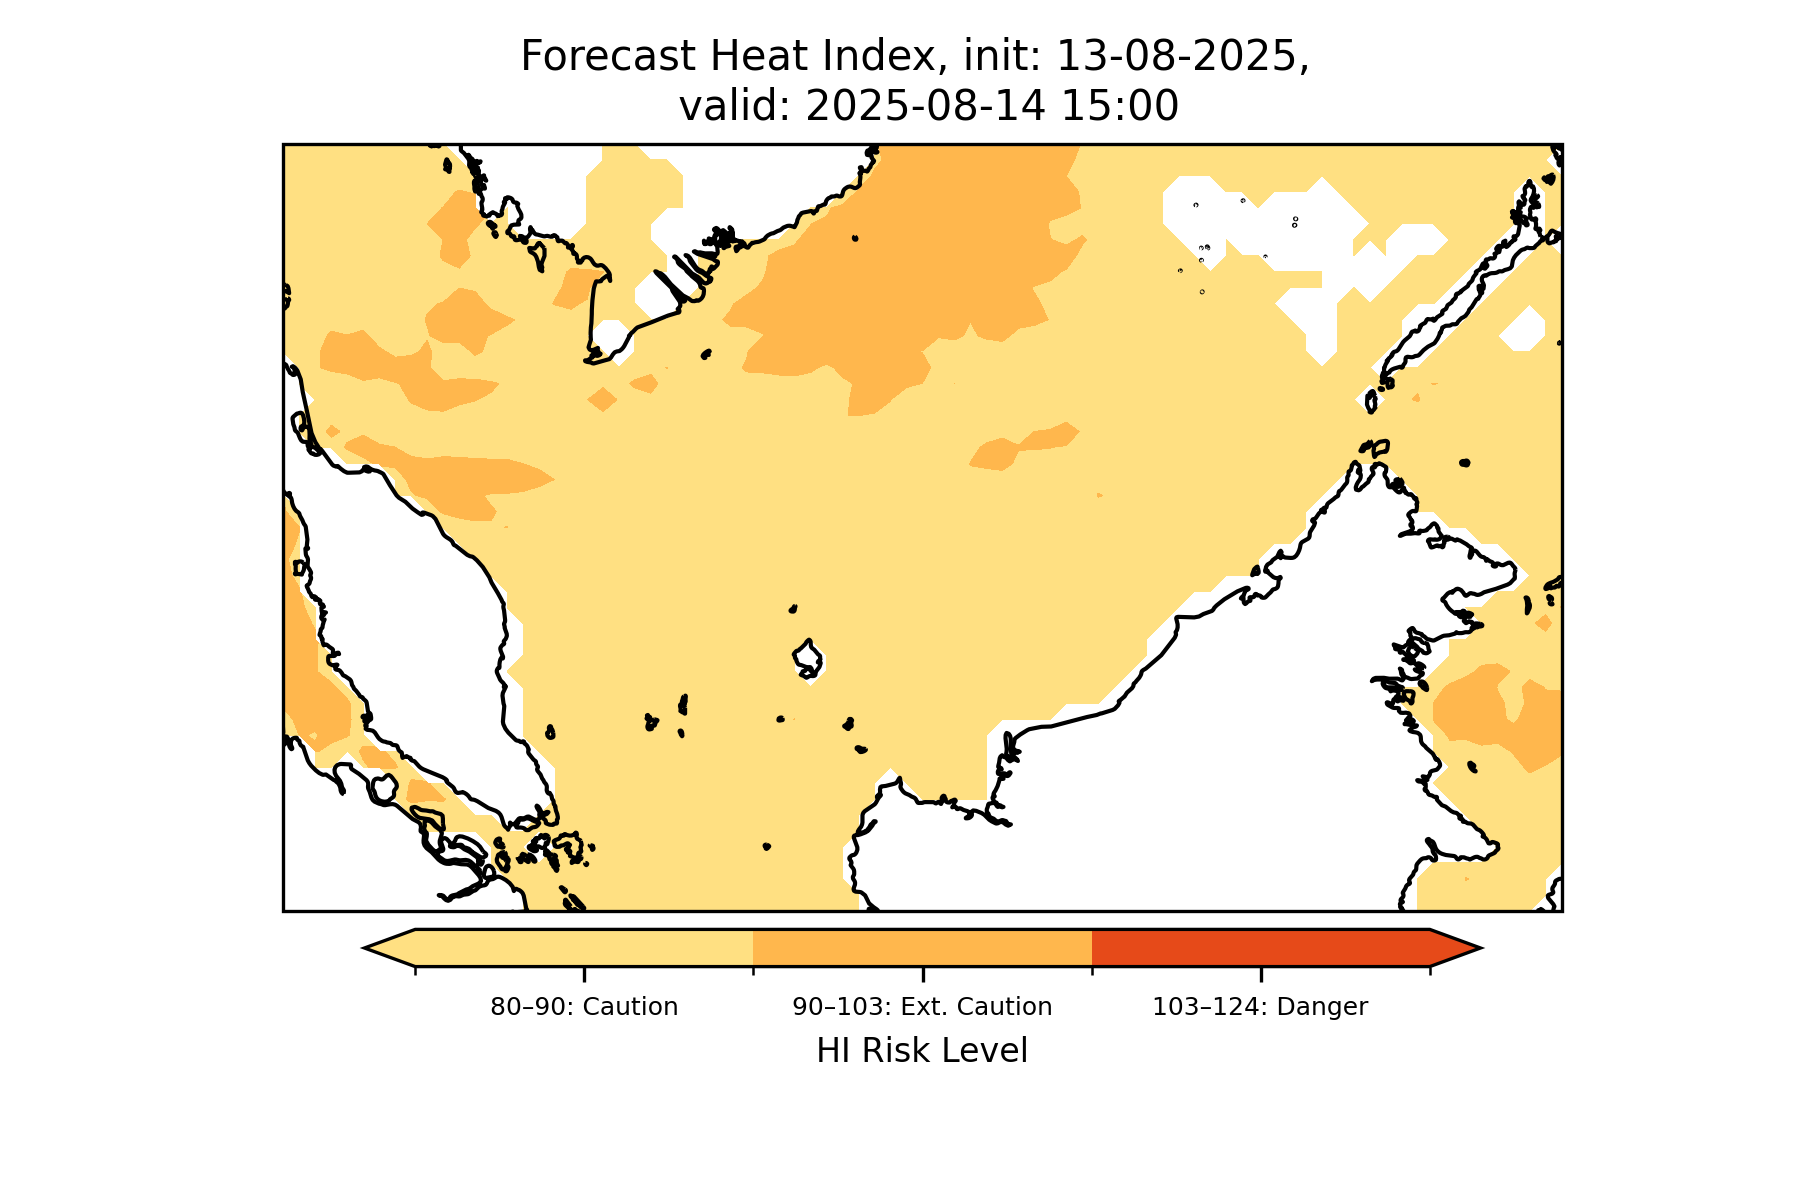 Forecast Heat Index, init: 13-08-2025,
valid: 2025-08-14 15:00
80–90: Caution
90–103: Ext. Caution
103–124: Danger
HI Risk Level